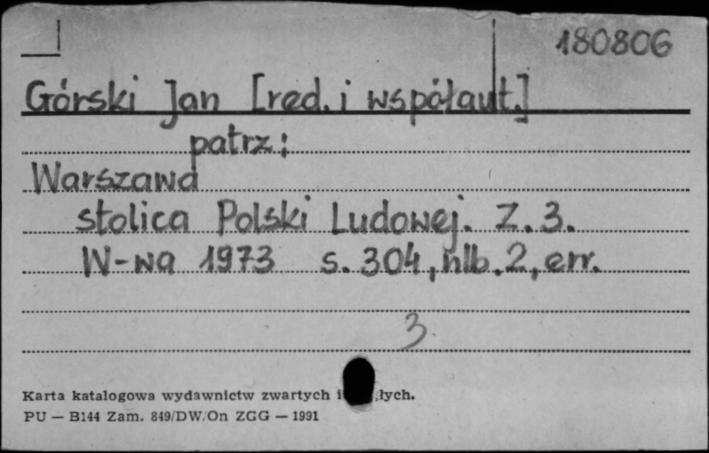 180806
Górski Jan [red. i współaut.]
patrz:
Warszawa
stolica Polski Ludowej. Z. 3.
W-wa 1973 s. 304, nlb. 2, err.
3
Karta katalogowa wydawnictw zwartych
PU — B144 Zam. 849/DW/On ZGG — 1991